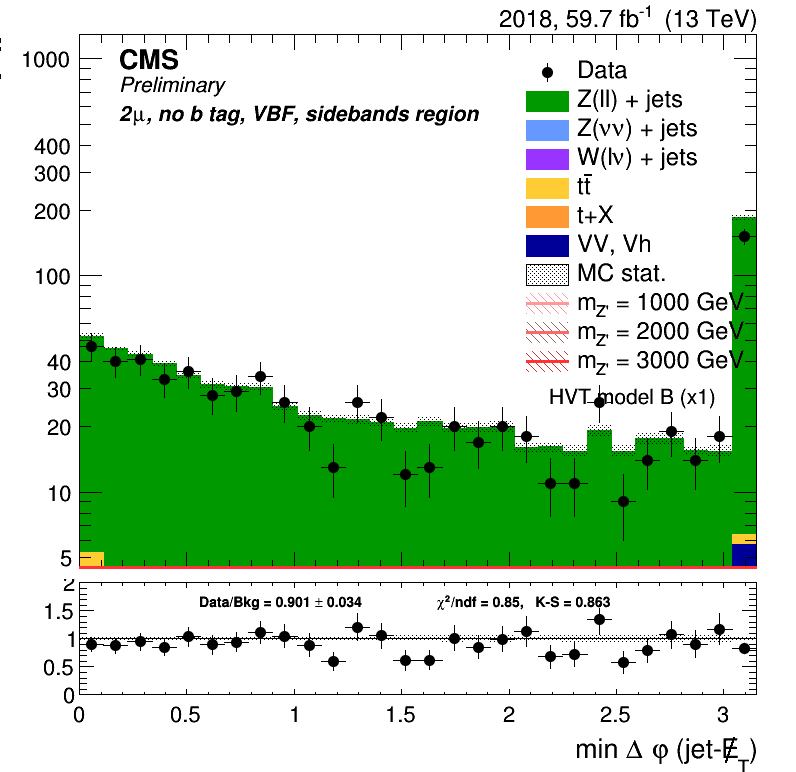 2018, 59.7 fb⁻¹ (13 TeV)
CMS
Preliminary
2μ, no b tag, VBF, sidebands region
Data
Z(ll) + jets
Z(νν) + jets
W(lν) + jets
tt̄
t+X
VV, Vh
MC stat.
m_Z' = 1000 GeV
m_Z' = 2000 GeV
m_Z' = 3000 GeV
HVT model B (x1)
1000
400
300
200
100
40
30
20
10
5
Data/Bkg = 0.901 ± 0.034
χ²/ndf = 0.85, K-S = 0.863
2
1.5
1
0.5
0
0 0.5 1 1.5 2 2.5 3
min Δ φ (jet-E̸_T)